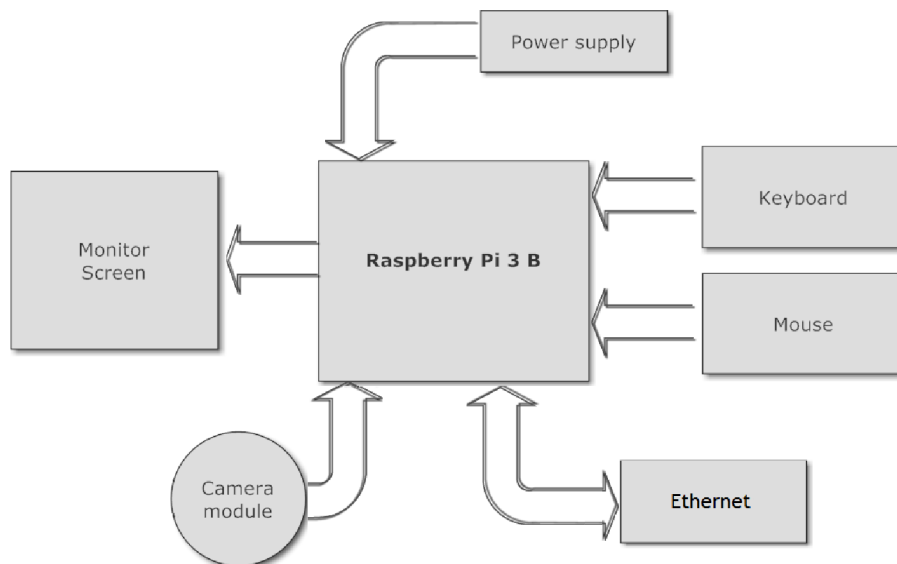 Power supply
Keyboard
Monitor
Screen
Raspberry Pi 3 B
Mouse
Camera
module
Ethernet